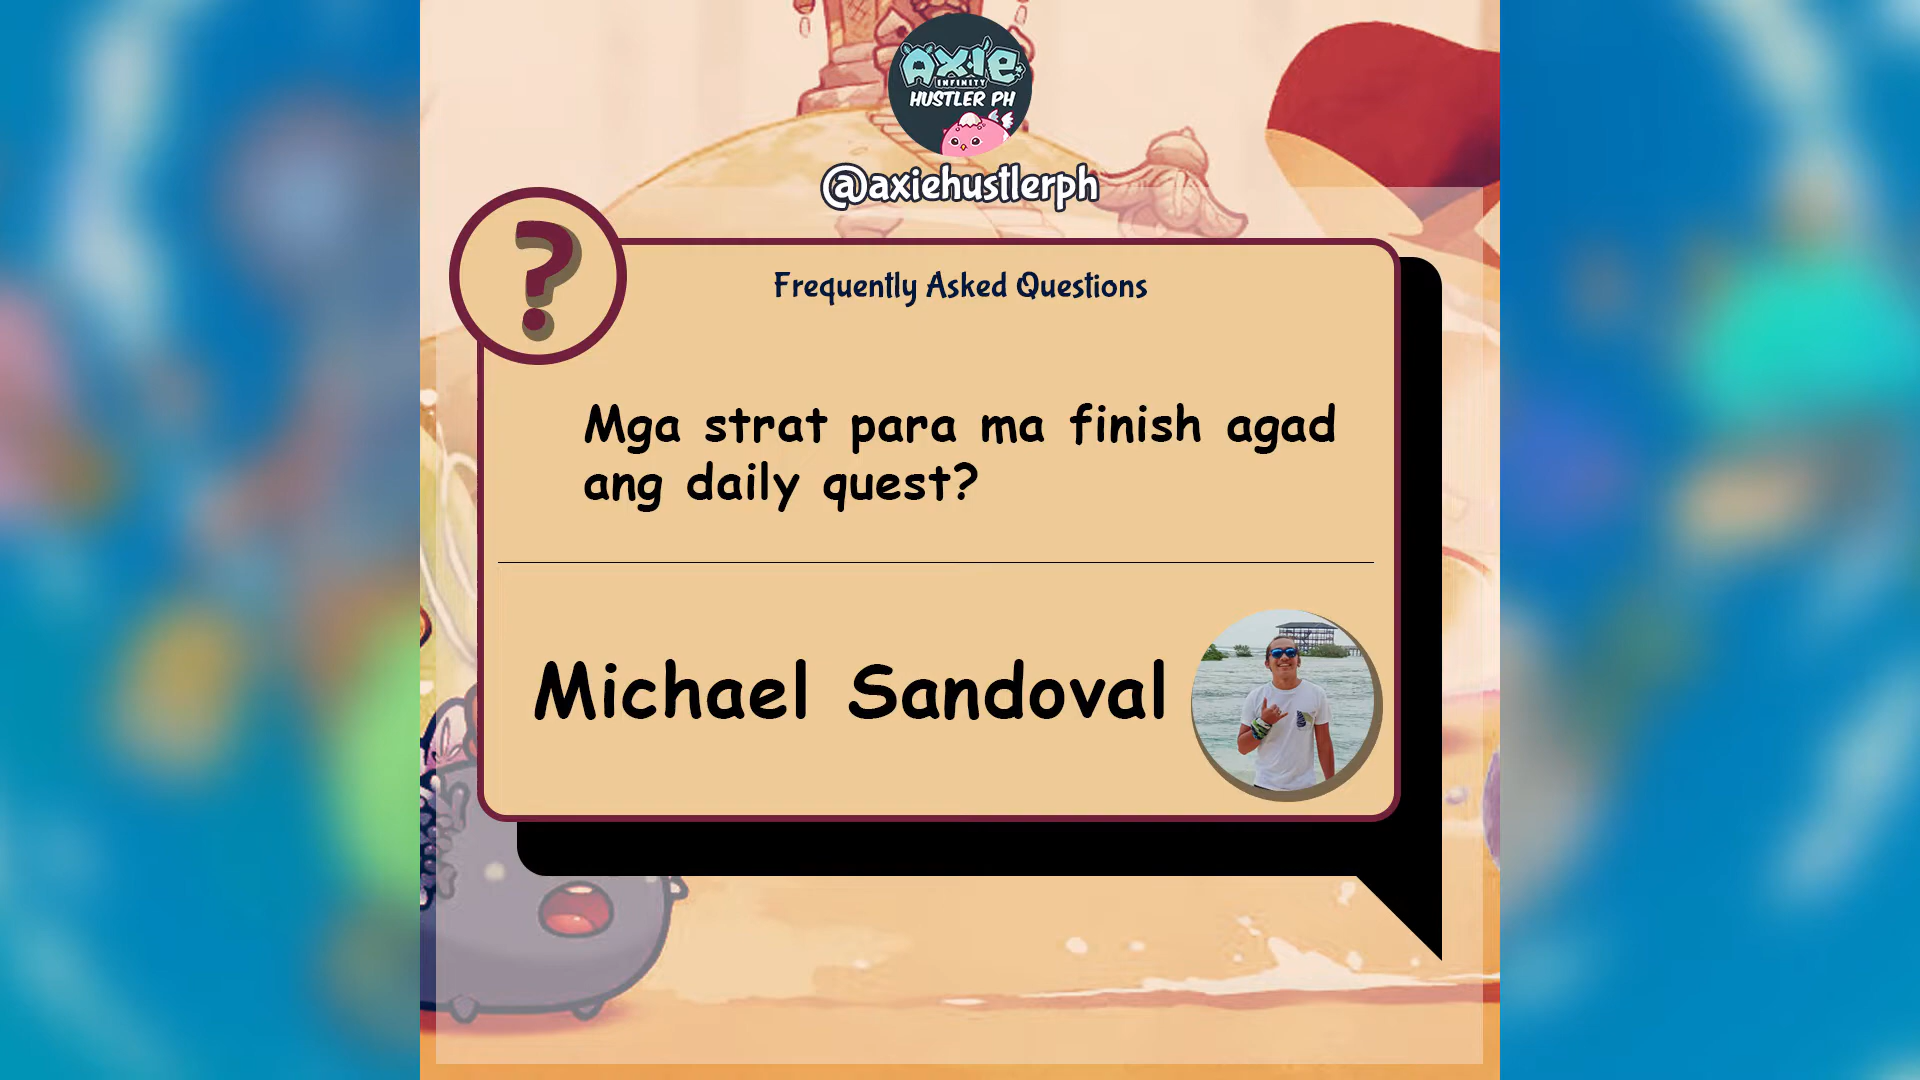 AXIE
INFINITY
HUSTLER PH
@axiehustlerph
?
Frequently Asked Questions
Mga strat para ma finish agad
ang daily quest?
Michael Sandoval